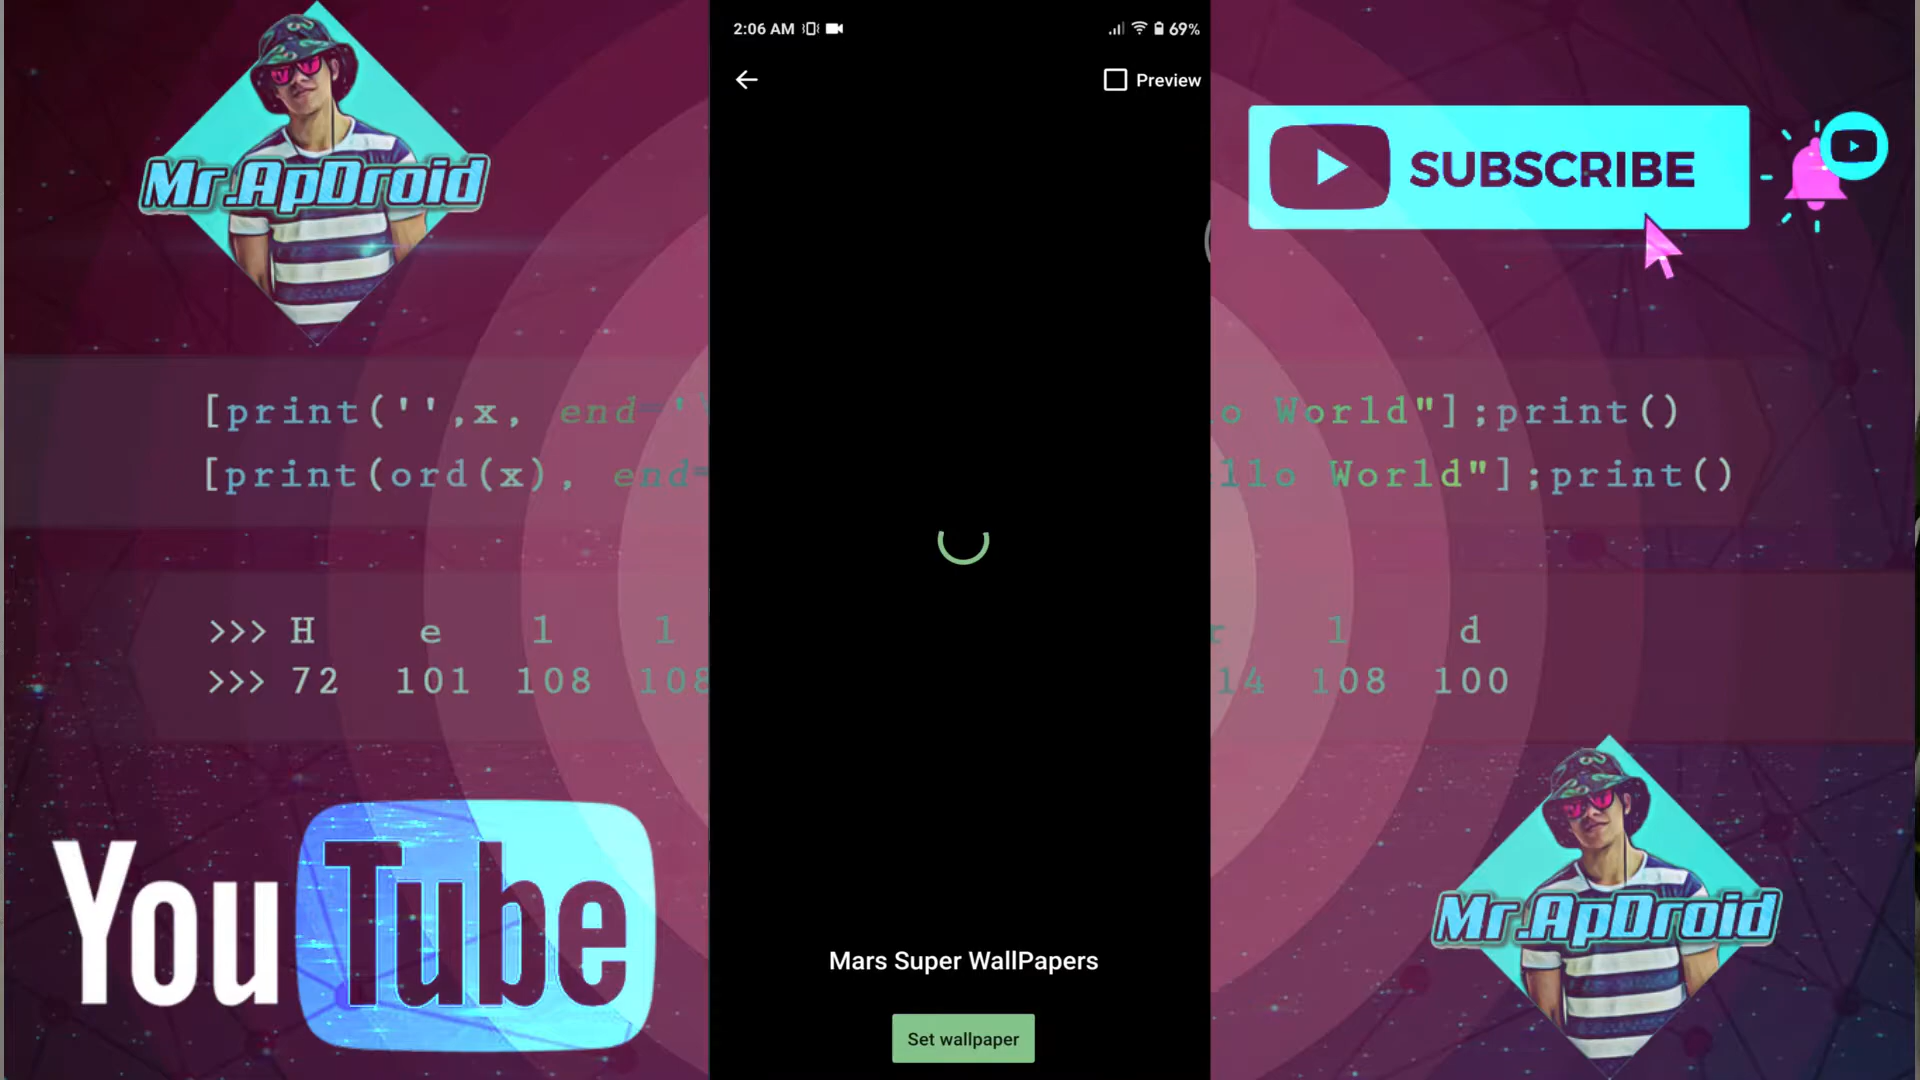 2:06 AM
69%
Preview
Mr.ApDroid
SUBSCRIBE
[print('',x, end='
o World"];print()
[print(ord(x), end=
llo World"];print()
>>> H e l l
r l d
>>> 72 101 108 108
14 108 100
YouTube
Mr.ApDroid
Mars Super WallPapers
Set wallpaper